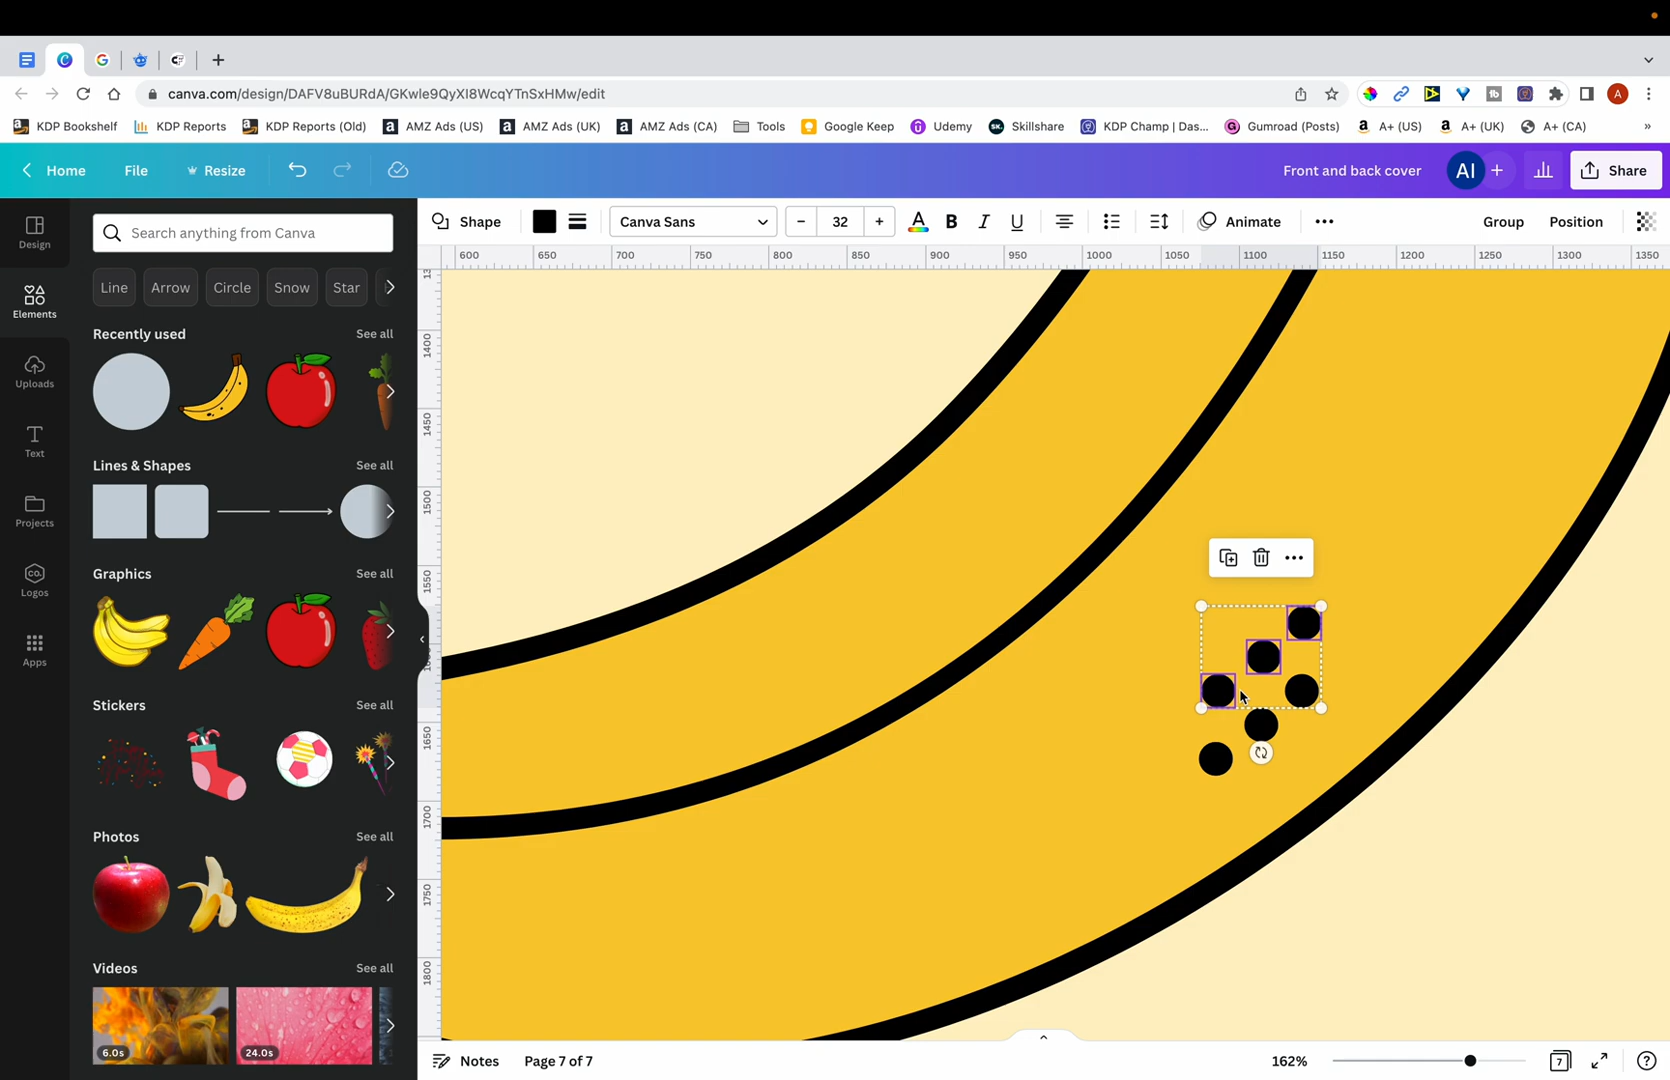 canva.com/design/DAFV8uBURdA/GKwle9QyXI8WcqYTnSxHMw/edit
KDP Bookshelf KDP Reports KDP Reports (Old) AMZ Ads (US) AMZ Ads (UK) AMZ Ads (CA) Tools Google Keep Udemy Skillshare KDP Champ | Das... Gumroad (Posts) A+ (US) A+ (UK) A+ (CA) »
Home File Resize Front and back cover AI + Share
Shape Canva Sans − 32 + A B I U Animate Group Position
Search anything from Canva
Design
Elements
Uploads
Text
Projects
Logos
Apps
Line Arrow Circle Snow Star
Recently used See all
Lines & Shapes See all
Graphics See all
Stickers See all
Photos See all
Videos See all
6.0s 24.0s
600 650 700 750 800 850 900 950 1000 1050 1100 1150 1200 1250 1300 1350
1400
1450
1500
1550
1650
1700
1750
1800
Notes Page 7 of 7 162% 7